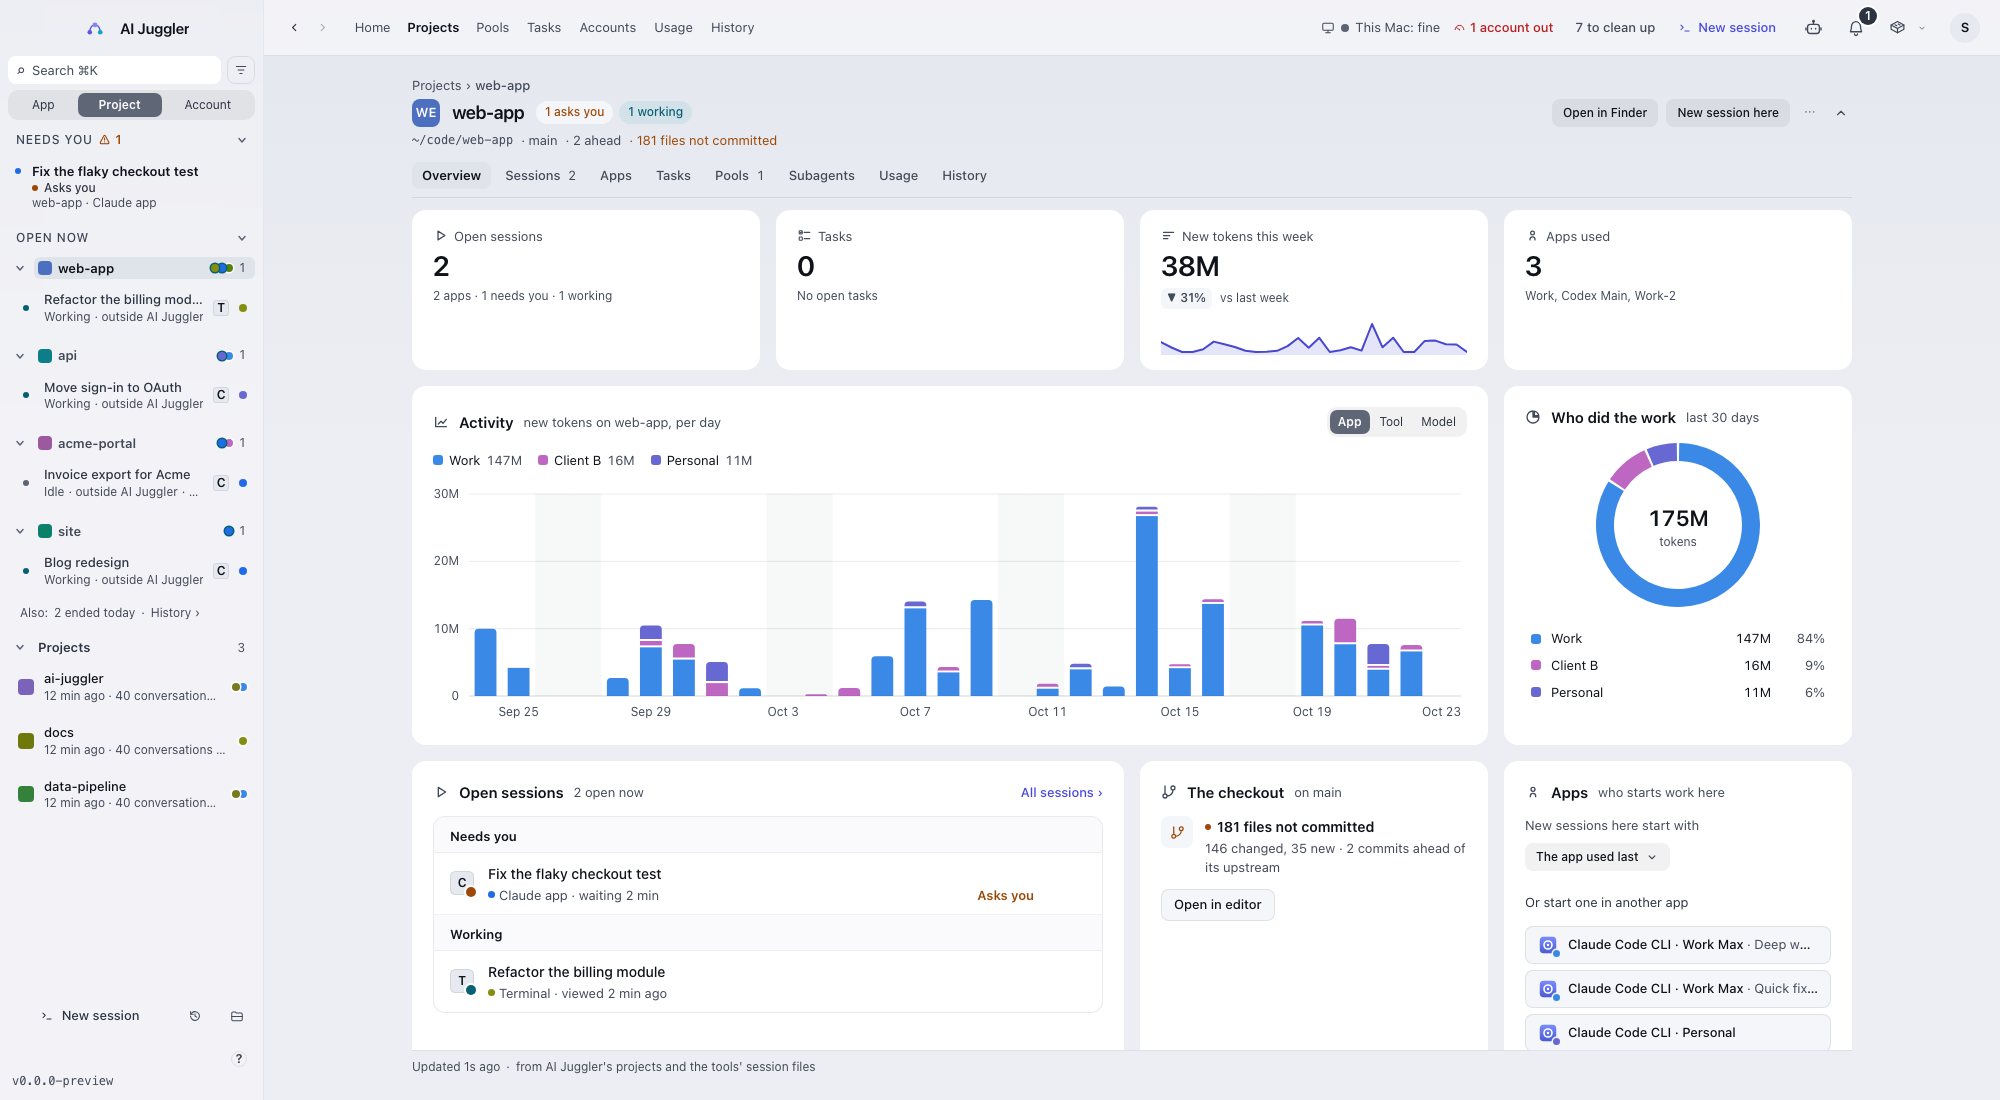 AI Juggler
Search ⌘K
App Project Account
NEEDS YOU 1
Fix the flaky checkout test
Asks you
web-app · Claude app
OPEN NOW
web-app 1
Refactor the billing mod... T
Working · outside AI Juggler
api 1
Move sign-in to OAuth C
Working · outside AI Juggler
acme-portal 1
Invoice export for Acme C
Idle · outside AI Juggler · ...
site 1
Blog redesign C
Working · outside AI Juggler
Also: 2 ended today · History ›
Projects 3
ai-juggler
12 min ago · 40 conversation...
docs
12 min ago · 40 conversations ...
data-pipeline
12 min ago · 40 conversation...
New session
?
v0.0.0-preview
Home Projects Pools Tasks Accounts Usage History
This Mac: fine 1 account out 7 to clean up New session 1 S
Projects › web-app
WE web-app 1 asks you 1 working
Open in Finder New session here ···
~/code/web-app · main · 2 ahead · 181 files not committed
Overview Sessions 2 Apps Tasks Pools 1 Subagents Usage History
Open sessions
2
2 apps · 1 needs you · 1 working
Tasks
0
No open tasks
New tokens this week
38M
▼ 31% vs last week
Apps used
3
Work, Codex Main, Work-2
Activity new tokens on web-app, per day
App Tool Model
Work 147M Client B 16M Personal 11M
30M
20M
10M
0
Sep 25 Sep 29 Oct 3 Oct 7 Oct 11 Oct 15 Oct 19 Oct 23
Who did the work last 30 days
175M
tokens
Work 147M 84%
Client B 16M 9%
Personal 11M 6%
Open sessions 2 open now All sessions ›
Needs you
C Fix the flaky checkout test
Claude app · waiting 2 min Asks you
Working
T Refactor the billing module
Terminal · viewed 2 min ago
The checkout on main
181 files not committed
146 changed, 35 new · 2 commits ahead of
its upstream
Open in editor
Apps who starts work here
New sessions here start with
The app used last
Or start one in another app
Claude Code CLI · Work Max · Deep w...
Claude Code CLI · Work Max · Quick fix...
Claude Code CLI · Personal
Updated 1s ago · from AI Juggler's projects and the tools' session files